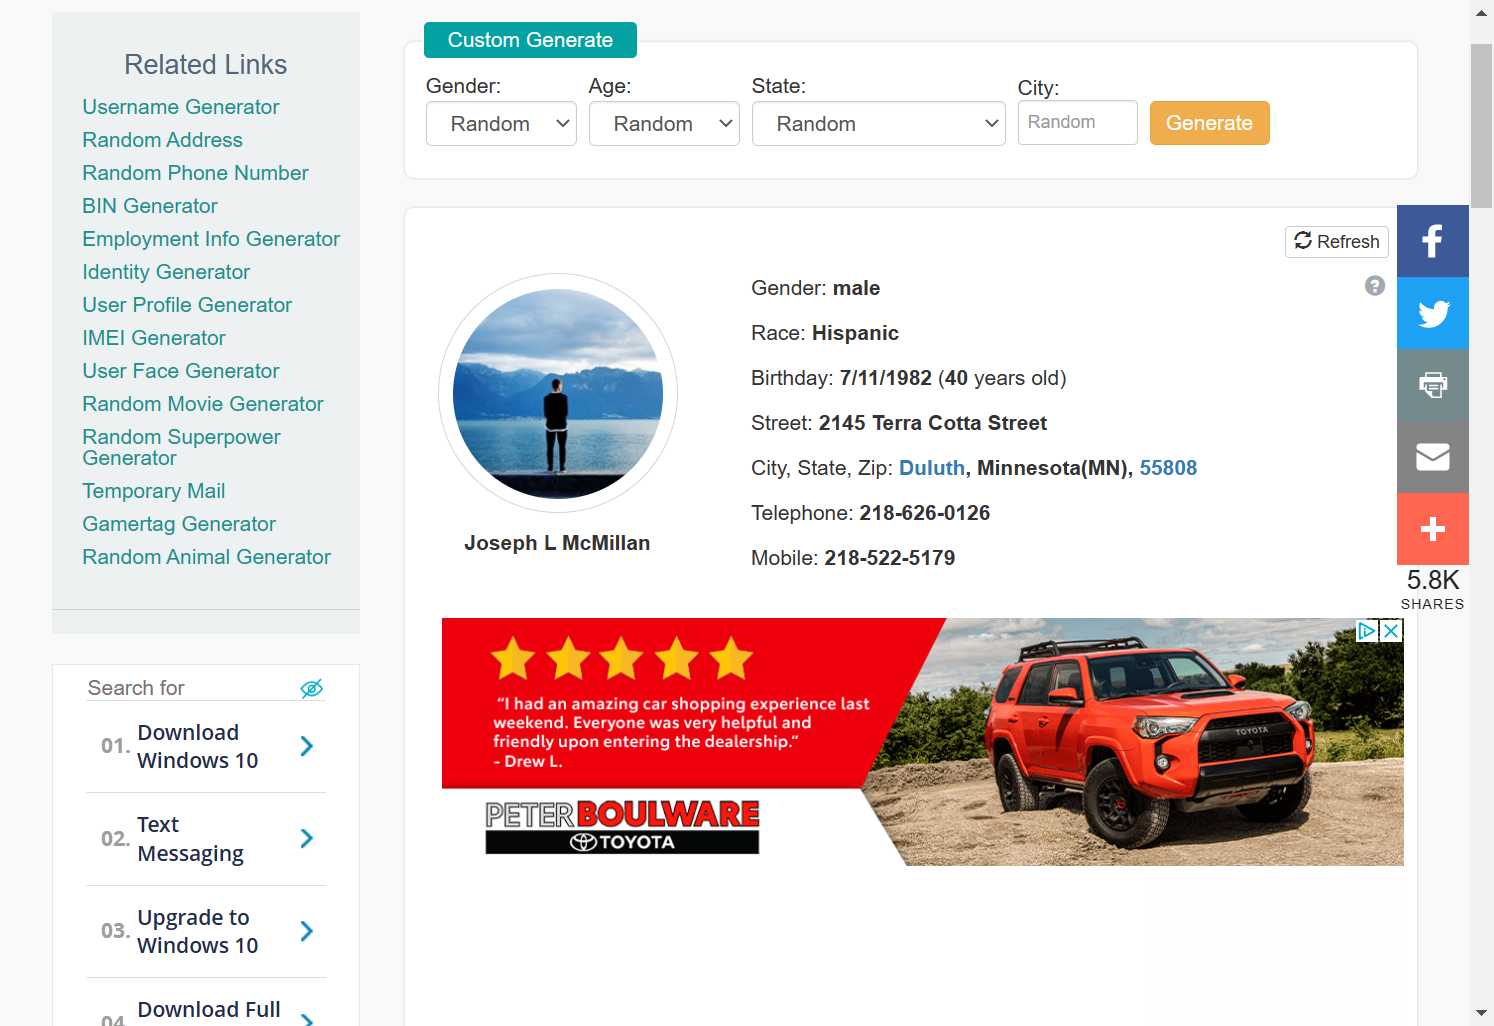 Related Links
Username Generator
Random Address
Random Phone Number
BIN Generator
Employment Info Generator
Identity Generator
User Profile Generator
IMEI Generator
User Face Generator
Random Movie Generator
Random Superpower
Generator
Temporary Mail
Gamertag Generator
Random Animal Generator
Search for
01. Download
Windows 10
02. Text
Messaging
03. Upgrade to
Windows 10
04. Download Full
Custom Generate
Gender: Age: State: City:
Random Random Random Random Generate
Refresh
Gender: male
Race: Hispanic
Birthday: 7/11/1982 (40 years old)
Street: 2145 Terra Cotta Street
City, State, Zip: Duluth, Minnesota(MN), 55808
Telephone: 218-626-0126
Mobile: 218-522-5179
Joseph L McMillan
5.8K
SHARES
“I had an amazing car shopping experience last
weekend. Everyone was very helpful and
friendly upon entering the dealership.“
- Drew L.
PETER BOULWARE
TOYOTA
TOYOTA